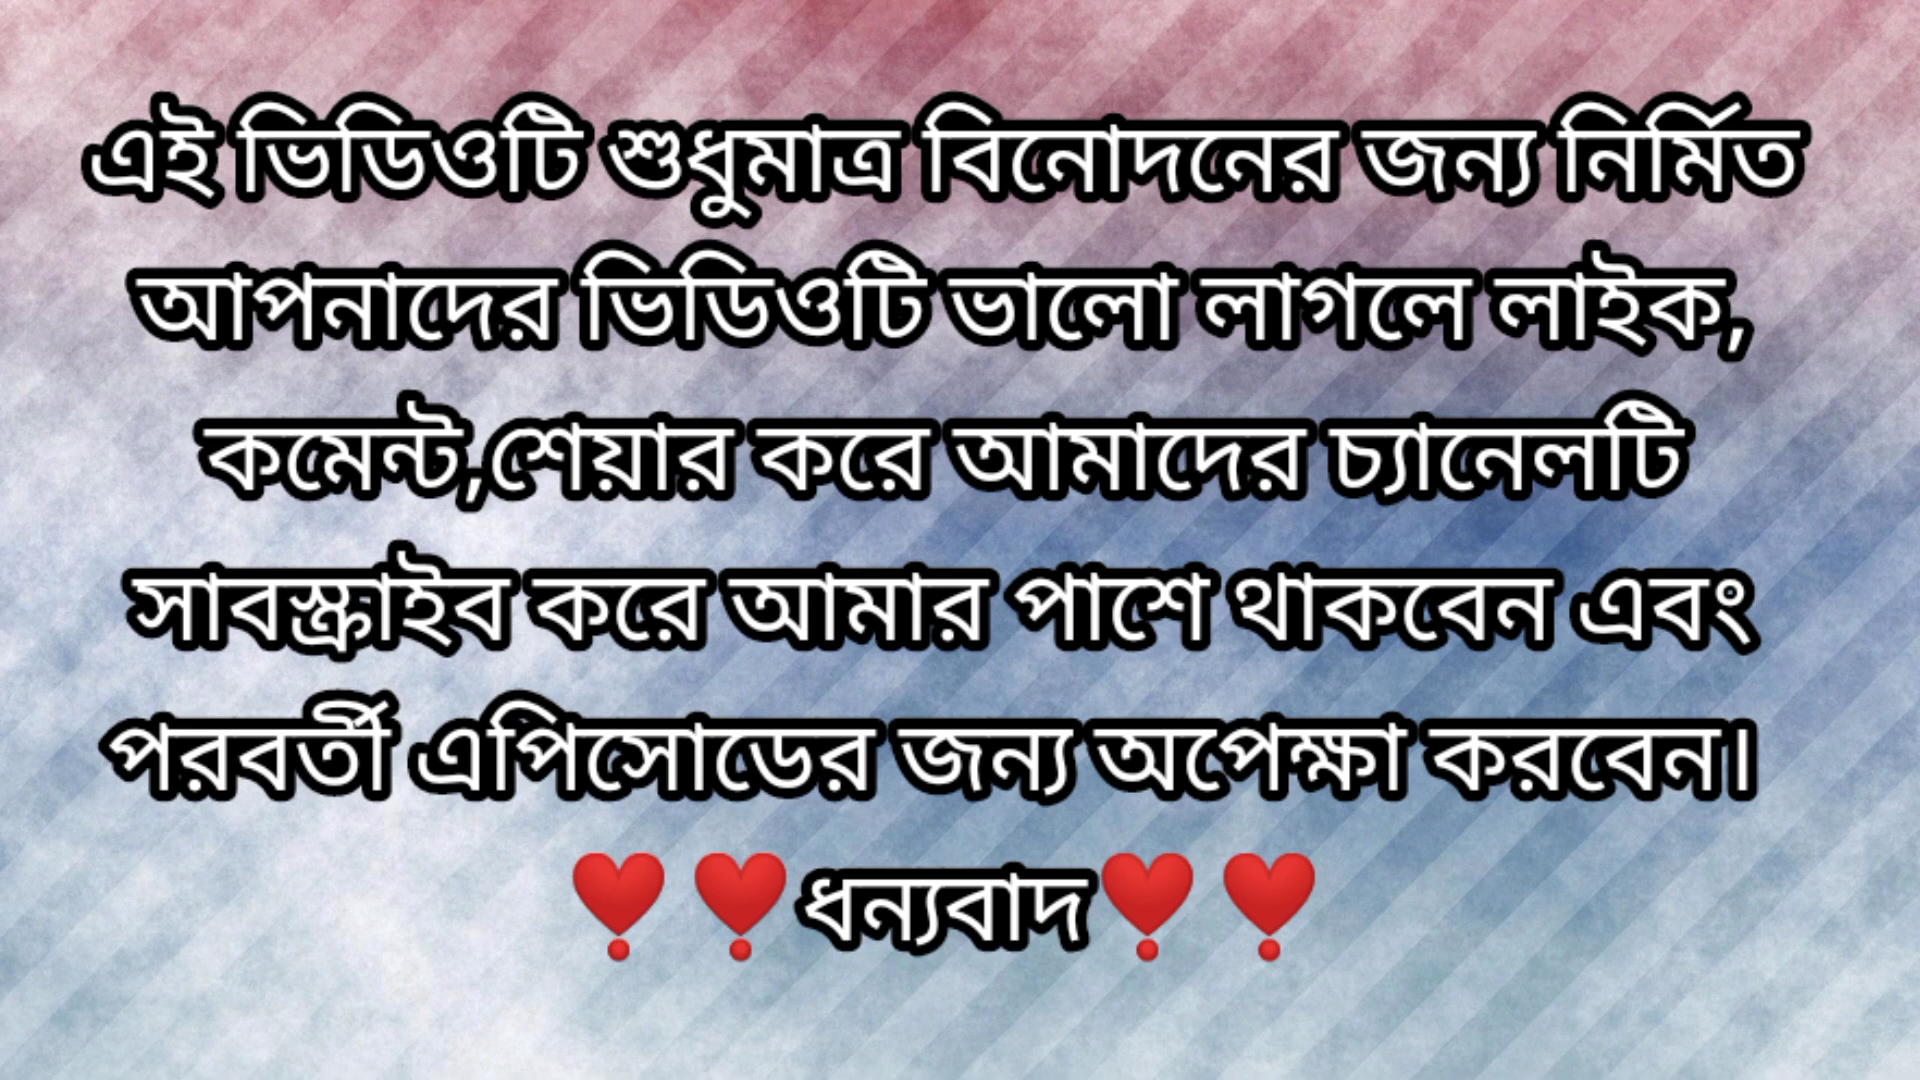 এই ভিডিওটি শুধুমাত্র বিনোদনের জন্য নির্মিত
আপনাদের ভিডিওটি ভালো লাগলে লাইক,
কমেন্ট,শেয়ার করে আমাদের চ্যানেলটি
সাবস্ক্রাইব করে আমার পাশে থাকবেন এবং
পরবর্তী এপিসোডের জন্য অপেক্ষা করবেন।
❣️❣️ধন্যবাদ❣️❣️